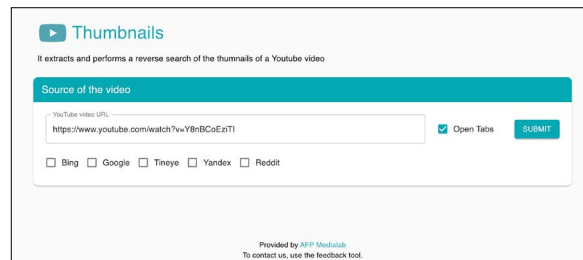 Thumbnails
It extracts and performs a reverse search of the thumnails of a Youtube video
Source of the video
YouTube video URL
https://www.youtube.com/watch?v=Y8nBCoEziTI
Open Tabs
SUBMIT
Bing
Google
Tineye
Yandex
Reddit
Provided by AFP Medialab
To contact us, use the feedback tool.